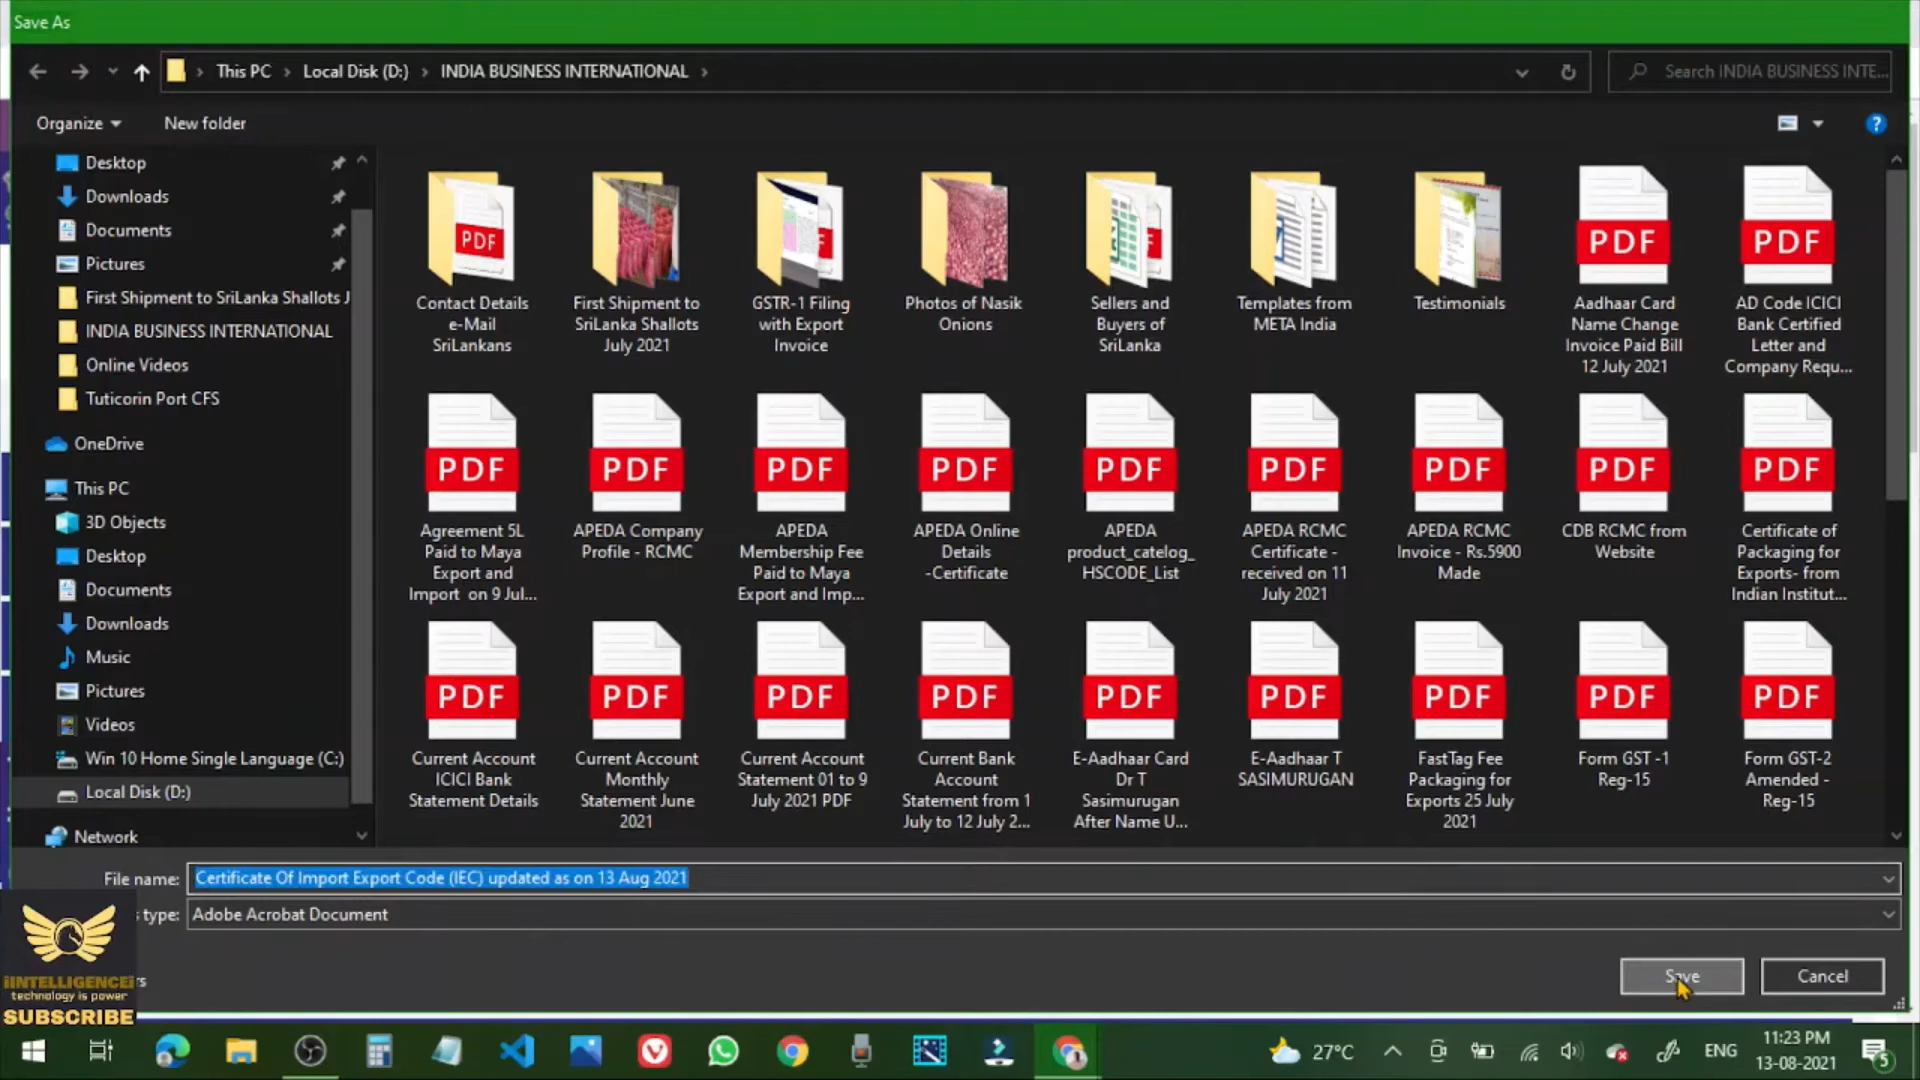 Save As
This PC
Local Disk (D:)
INDIA BUSINESS INTERNATIONAL
Search INDIA BUSINESS INTE...
Organize
New folder
?
Desktop
Downloads
Documents
Pictures
First Shipment to SriLanka Shallots J
INDIA BUSINESS INTERNATIONAL
Online Videos
Tuticorin Port CFS
OneDrive
This PC
3D Objects
Desktop
Documents
Downloads
Music
Pictures
Videos
Win 10 Home Single Language (C:)
Local Disk (D:)
Network
PDF
Contact Details
e-Mail
SriLankans
First Shipment to
SriLanka Shallots
July 2021
GSTR-1 Filing
with Export
Invoice
Photos of Nasik
Onions
Sellers and
Buyers of
SriLanka
Templates from
META India
Testimonials
PDF
Aadhaar Card
Name Change
Invoice Paid Bill
12 July 2021
PDF
AD Code ICICI
Bank Certified
Letter and
Company Requ...
PDF
Agreement 5L
Paid to Maya
Export and
Import on 9 Jul...
PDF
APEDA Company
Profile - RCMC
PDF
APEDA
Membership Fee
Paid to Maya
Export and Imp...
PDF
APEDA Online
Details
-Certificate
PDF
APEDA
product_catelog_
HSCODE_List
PDF
APEDA RCMC
Certificate -
received on 11
July 2021
PDF
APEDA RCMC
Invoice - Rs.5900
Made
PDF
CDB RCMC from
Website
PDF
Certificate of
Packaging for
Exports- from
Indian Institut...
PDF
Current Account
ICICI Bank
Statement Details
PDF
Current Account
Monthly
Statement June
2021
PDF
Current Account
Statement 01 to 9
July 2021 PDF
PDF
Current Bank
Account
Statement from 1
July to 12 July 2...
PDF
E-Aadhaar Card
Dr T
Sasimurugan
After Name U...
PDF
E-Aadhaar T
SASIMURUGAN
PDF
FastTag Fee
Packaging for
Exports 25 July
2021
PDF
Form GST -1
Reg-15
PDF
Form GST-2
Amended -
Reg-15
File name:
Certificate Of Import Export Code (IEC) updated as on 13 Aug 2021
type:
Adobe Acrobat Document
Save
Cancel
iINTELLIGENCEi
technology is power
SUBSCRIBE
27°C
ENG
11:23 PM
13-08-2021
5